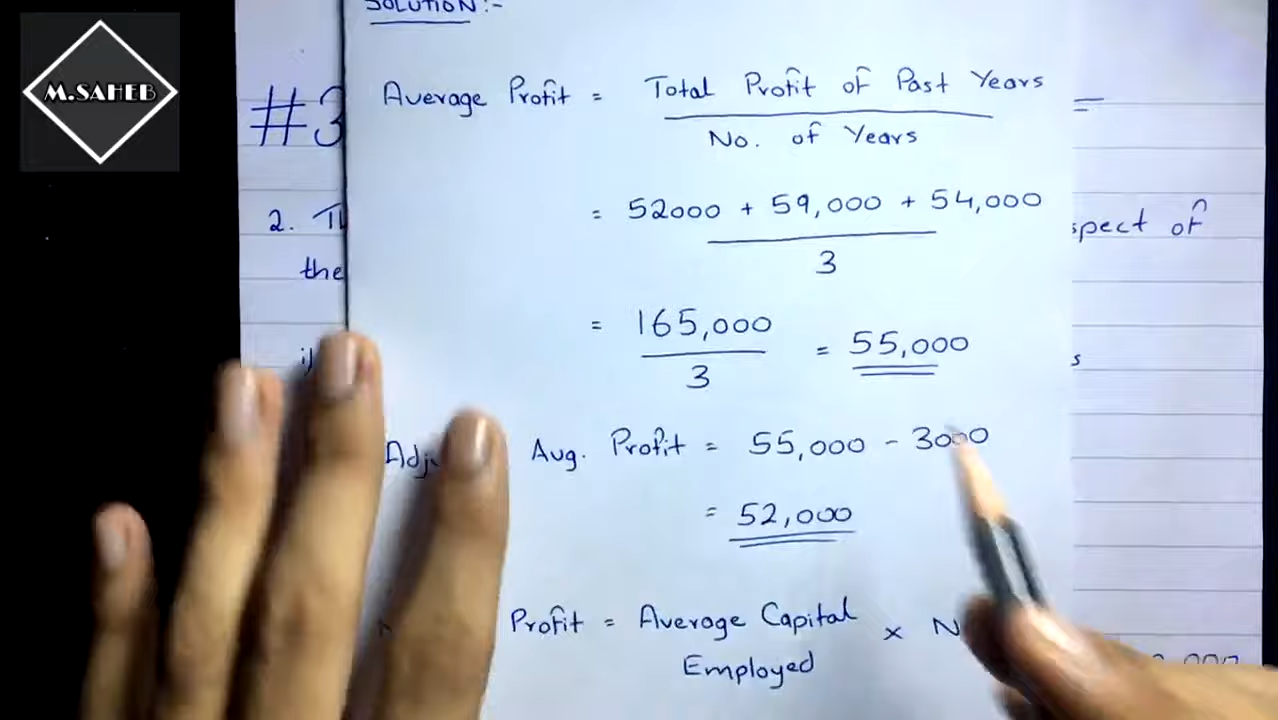 SOLUTION:-
M.SAHEB
#3
Average Profit = Total Profit of Past Years
No. of Years
= 52000 + 59,000 + 54,000
3
= 165,000
3
= 55,000
2.
spect of
the
Avg. Profit = 55,000 - 3000
= 52,000
Profit = Average Capital
Employed
× N